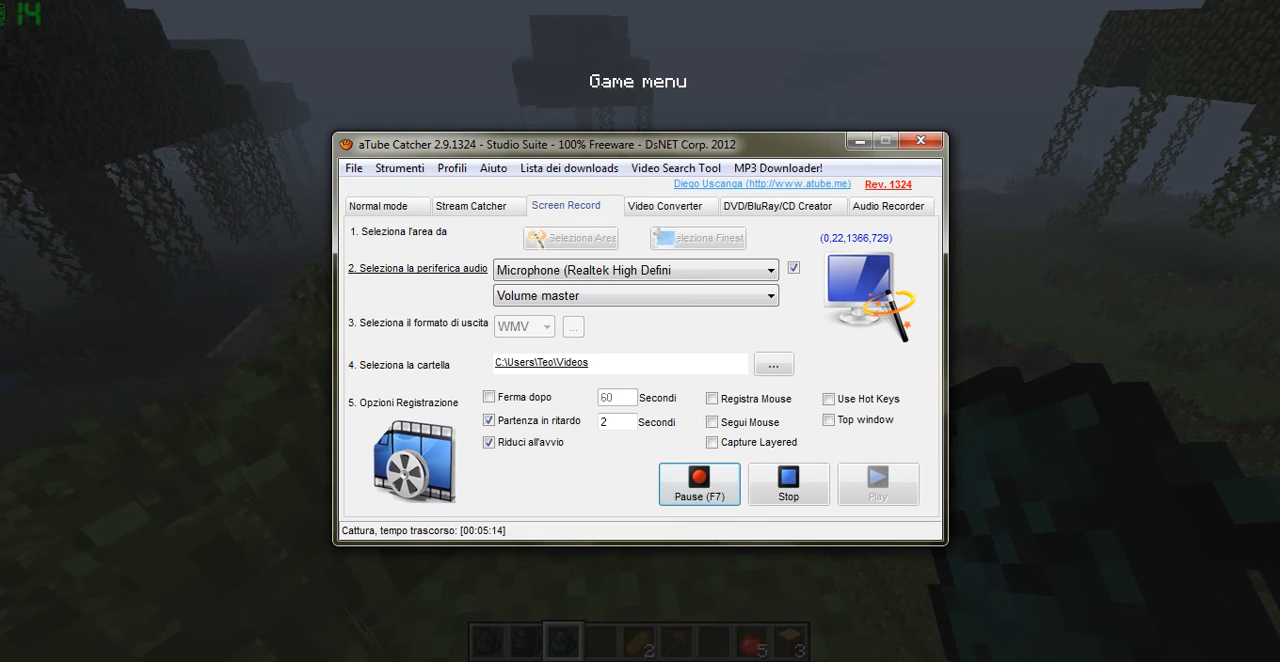 VIDEO
14
Game menu
aTube Catcher 2.9.1324 - Studio Suite - 100% Freeware - DsNET Corp. 2012
File Strumenti Profili Aiuto Lista dei downloads Video Search Tool MP3 Downloader!
Diego Uscanga (http://www.atube.me) Rev. 1324
Normal mode Stream Catcher Screen Record Video Converter DVD/BluRay/CD Creator Audio Recorder
1. Seleziona l'area da Seleziona Area eleziona Finest (0,22,1366,729)
2. Seleziona la periferica audio Microphone (Realtek High Defini
Volume master
3. Seleziona il formato di uscita WMV ...
4. Seleziona la cartella C:\Users\Teo\Videos ...
5. Opzioni Registrazione
Ferma dopo 60 Secondi Registra Mouse Use Hot Keys
Partenza in ritardo 2 Secondi Segui Mouse Top window
Riduci all'avvio Capture Layered
Pause (F7) Stop Play
Cattura, tempo trascorso: [00:05:14]
2 5 3